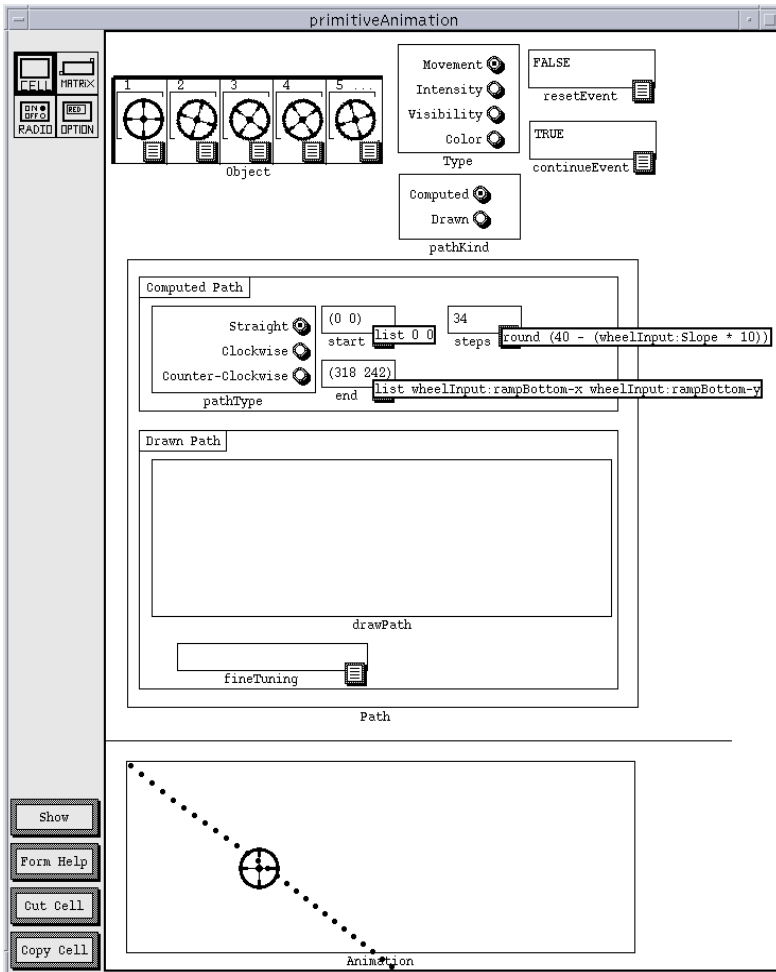 primitiveAnimation
CELL
MATRIX
ON
OFF
RADIO
RED
OPTION
1 2 3 4 5 ...
Object
Movement
Intensity
Visibility
Color
Type
FALSE
resetEvent
TRUE
continueEvent
Computed
Drawn
pathKind
Computed Path
Straight
Clockwise
Counter-Clockwise
pathType
(0 0)
list 0 0
start
34
round (40 - (wheelInput:Slope * 10))
steps
(318 242)
list wheelInput:rampBottom-x wheelInput:rampBottom-y
end
Drawn Path
drawPath
fineTuning
Path
Show
Form Help
Cut Cell
Copy Cell
Animation